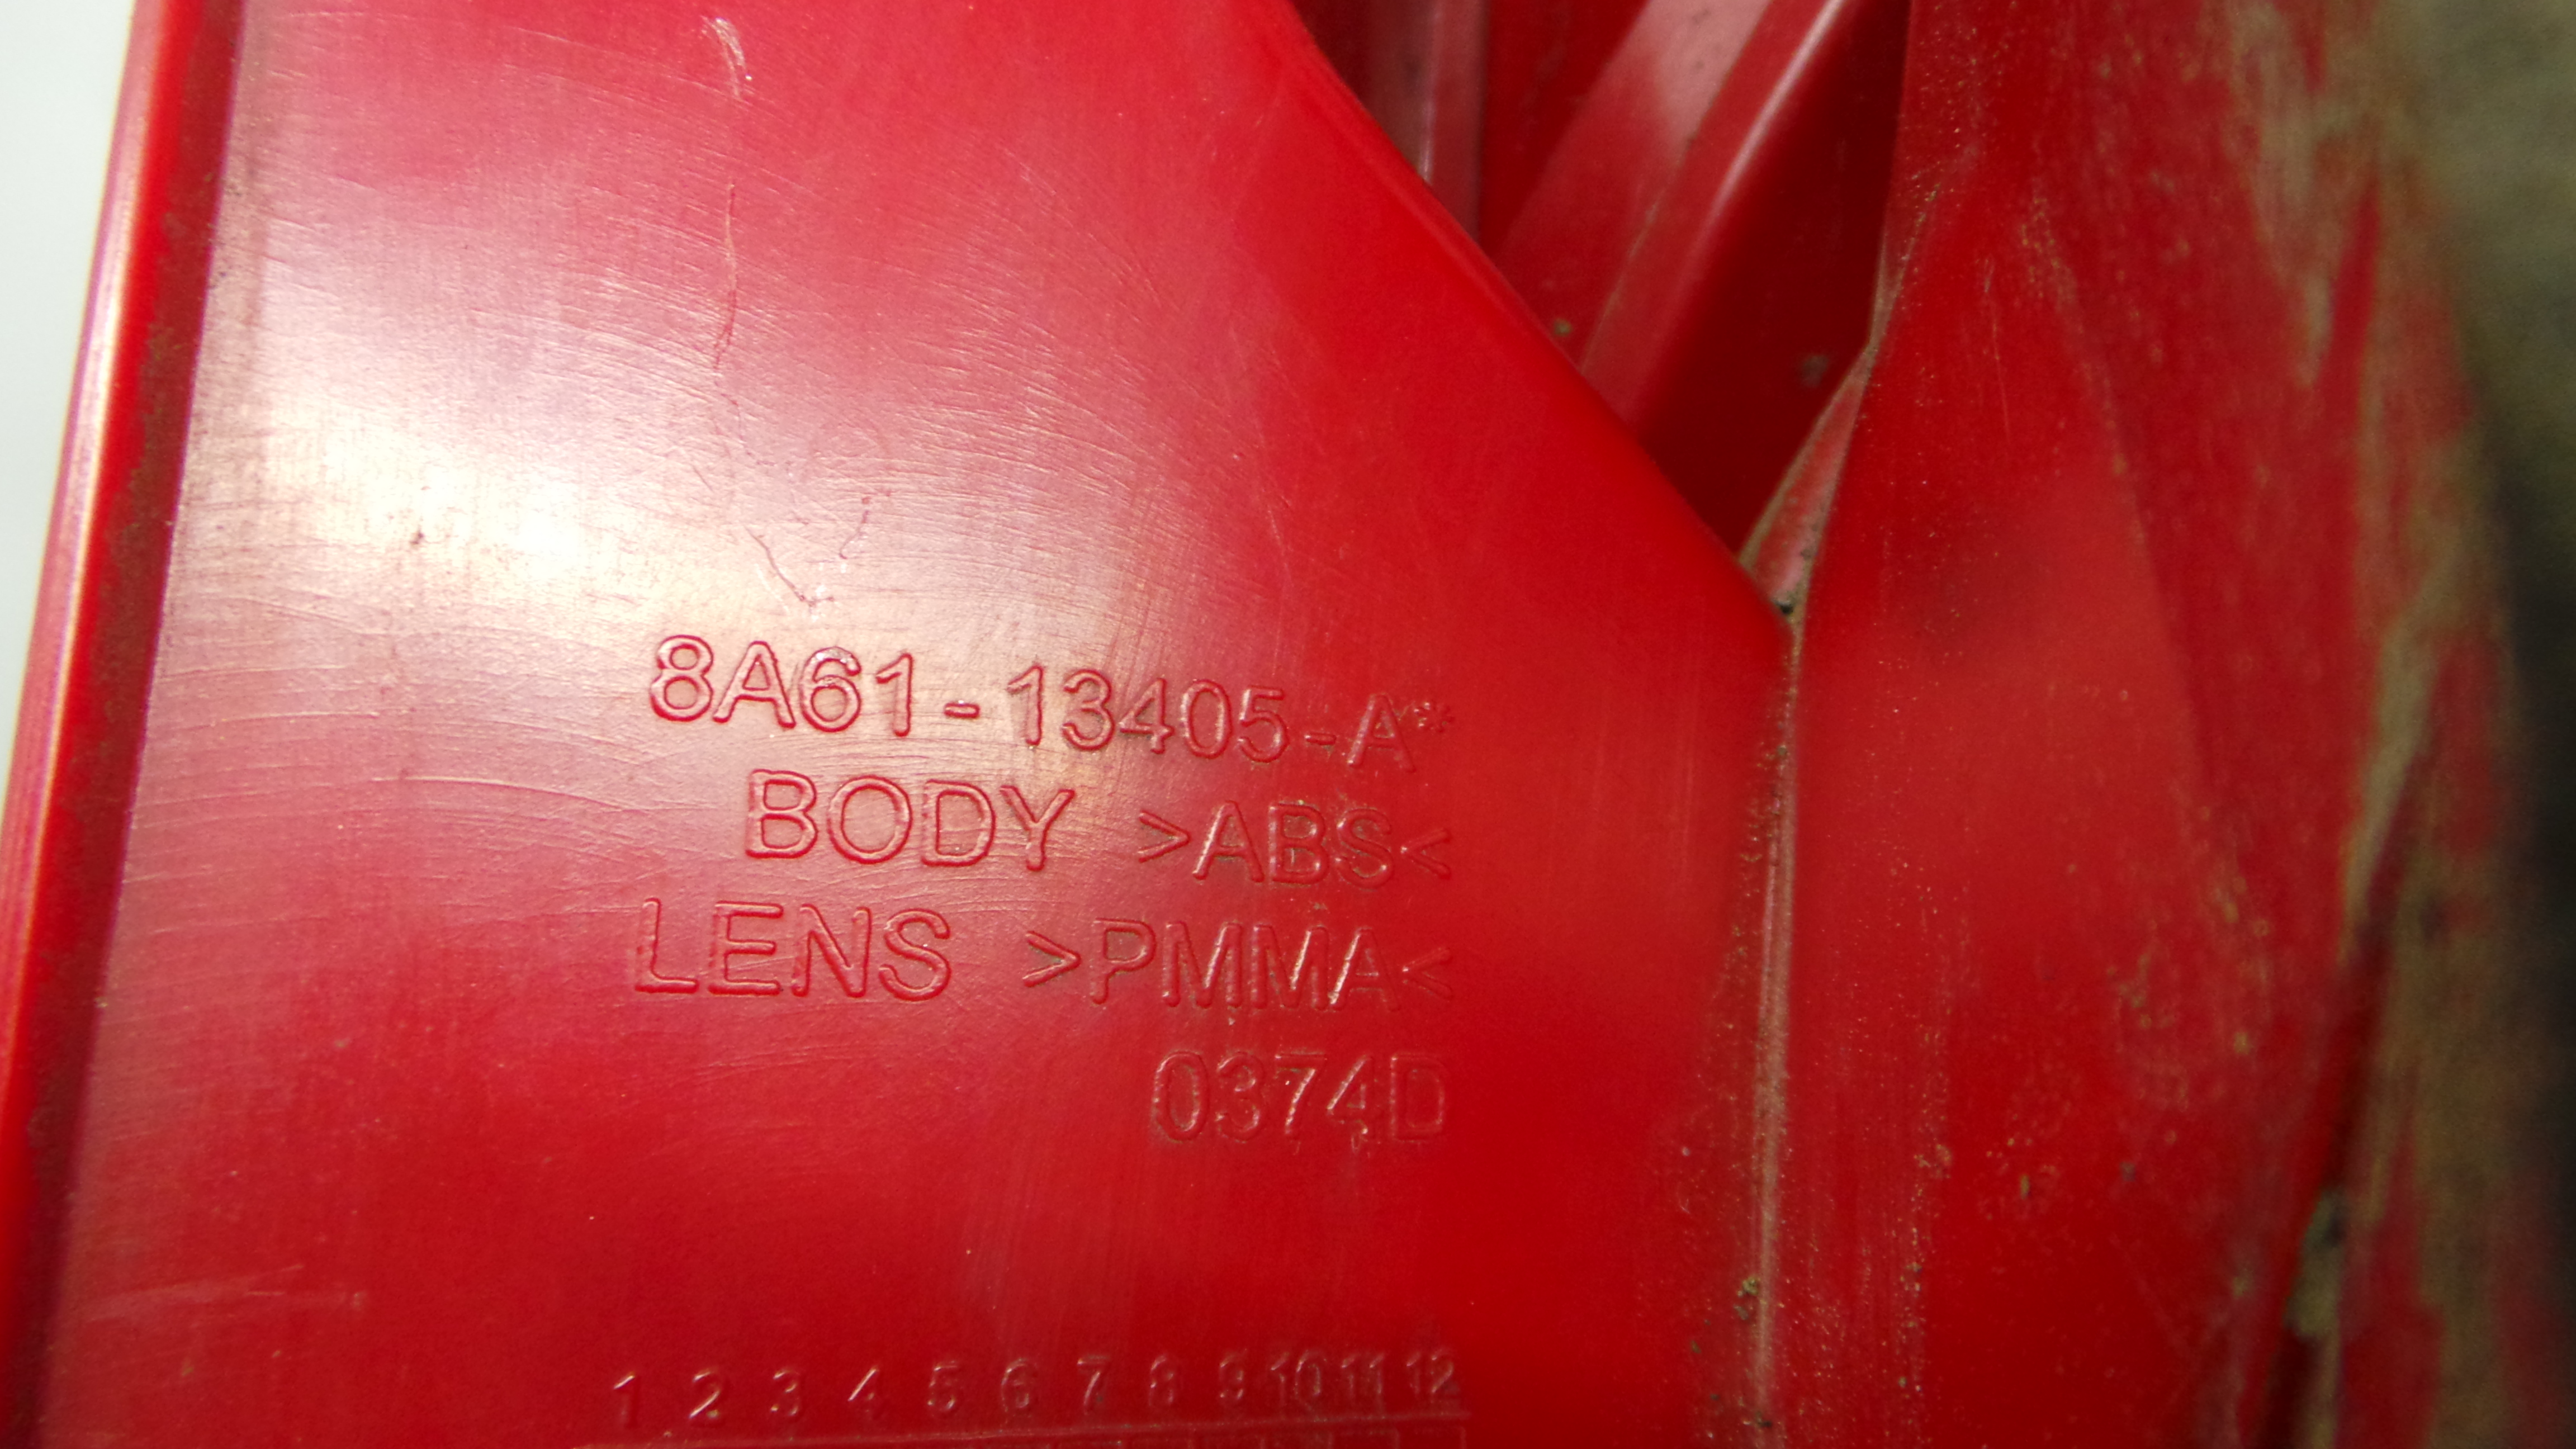 8A61-13405-A*
BODY >ABS<
LENS >PMMA<
0374D
1 2 3 4 5 6 7 8 9 10 11 12